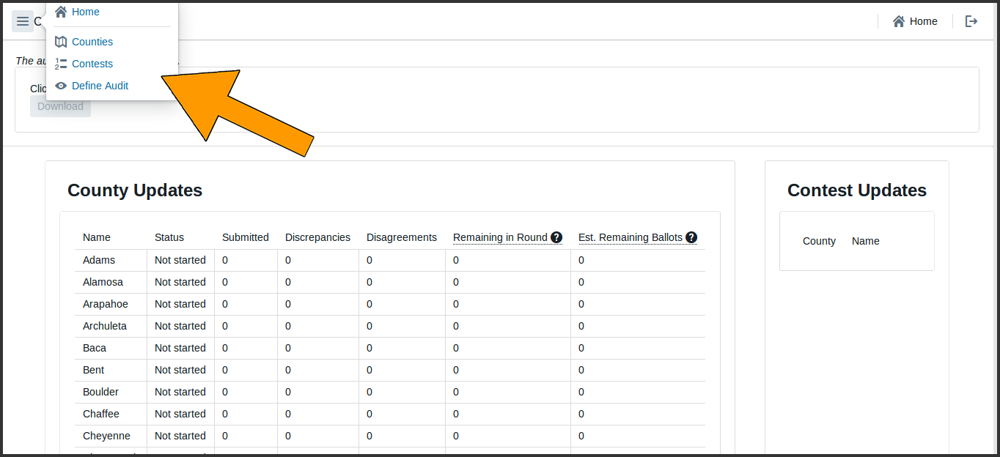 Home
C
Home
Counties
Contests
Define Audit
The au
Clic
Download
County Updates
Name Status Submitted Discrepancies Disagreements Remaining in Round ? Est. Remaining Ballots ?
Adams Not started 0 0 0 0 0
Alamosa Not started 0 0 0 0 0
Arapahoe Not started 0 0 0 0 0
Archuleta Not started 0 0 0 0 0
Baca Not started 0 0 0 0 0
Bent Not started 0 0 0 0 0
Boulder Not started 0 0 0 0 0
Chaffee Not started 0 0 0 0 0
Cheyenne Not started 0 0 0 0 0
Contest Updates
County Name